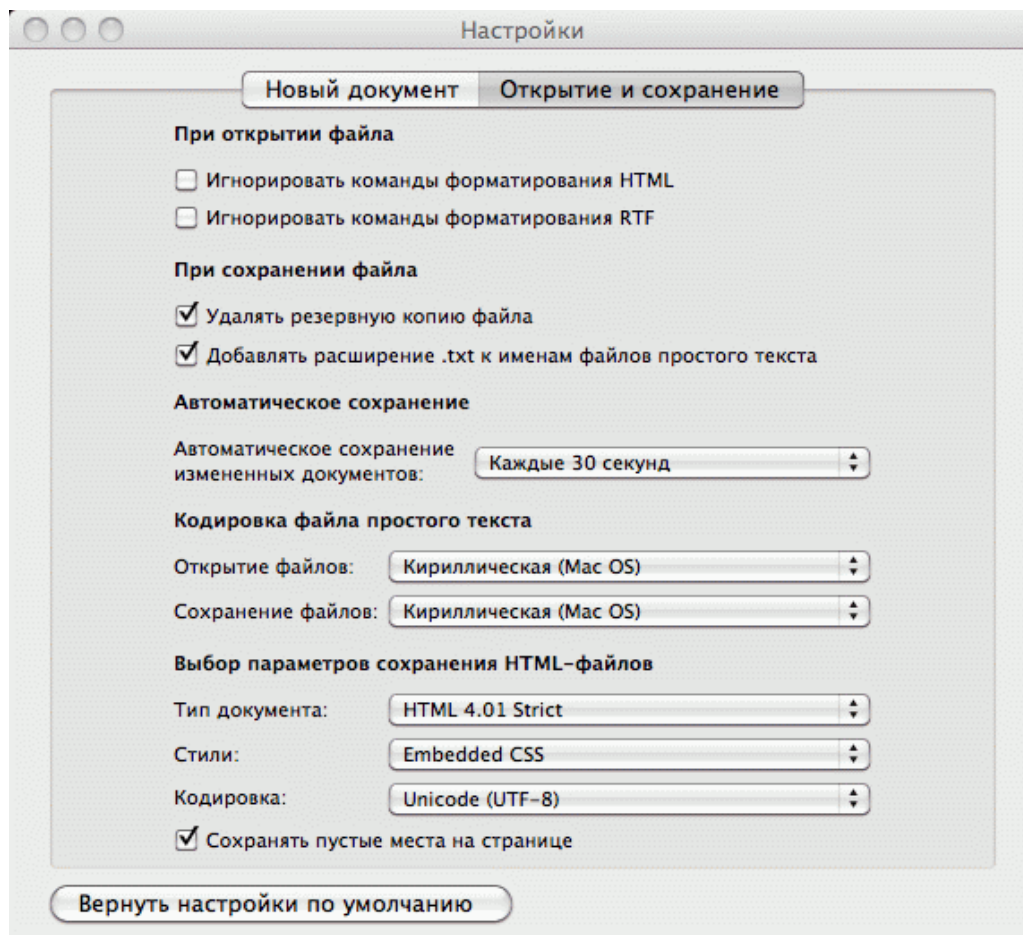 Настройки
Новый документ Открытие и сохранение
При открытии файла
Игнорировать команды форматирования HTML
Игнорировать команды форматирования RTF
При сохранении файла
Удалять резервную копию файла
Добавлять расширение .txt к именам файлов простого текста
Автоматическое сохранение
Автоматическое сохранение
измененных документов: Каждые 30 секунд
Кодировка файла простого текста
Открытие файлов: Кириллическая (Mac OS)
Сохранение файлов: Кириллическая (Mac OS)
Выбор параметров сохранения HTML-файлов
Тип документа: HTML 4.01 Strict
Стили: Embedded CSS
Кодировка: Unicode (UTF-8)
Сохранять пустые места на странице
Вернуть настройки по умолчанию